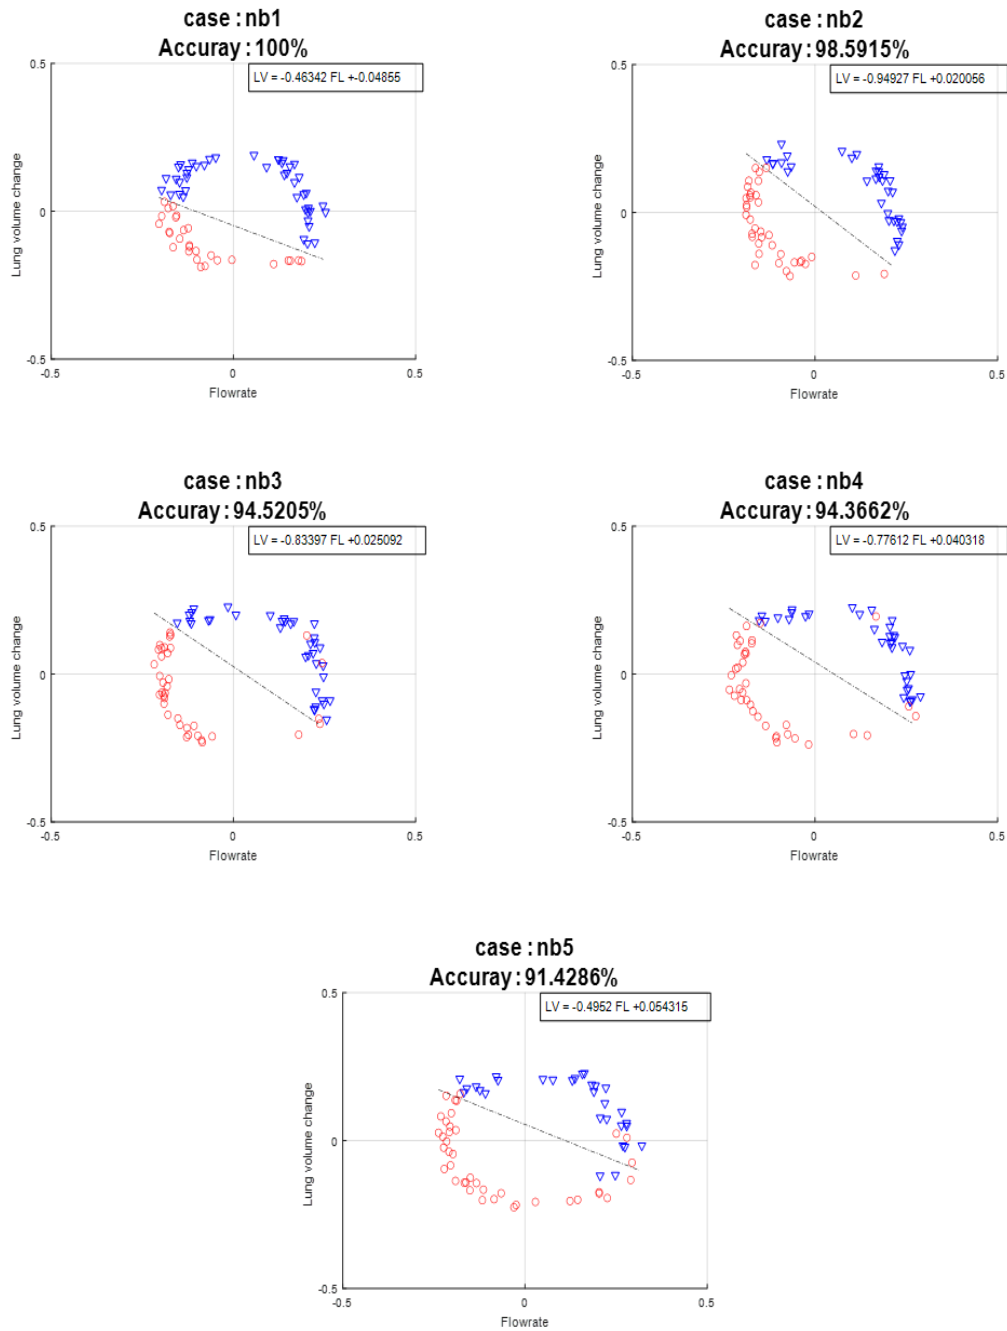 case : nb1
Accuray : 100%
LV = -0.46342 FL +-0.04855
0.5
0
-0.5
Lung volume change
-0.5
0
0.5
Flowrate
case : nb2
Accuray : 98.5915%
LV = -0.94927 FL +0.020056
0.5
0
-0.5
Lung volume change
-0.5
0
0.5
Flowrate
case : nb3
Accuray : 94.5205%
LV = -0.83397 FL +0.025092
0.5
0
-0.5
Lung volume change
-0.5
0
0.5
Flowrate
case : nb4
Accuray : 94.3662%
LV = -0.77612 FL +0.040318
0.5
0
-0.5
Lung volume change
-0.5
0
0.5
Flowrate
case : nb5
Accuray : 91.4286%
LV = -0.4952 FL +0.054315
0.5
0
-0.5
Lung volume change
-0.5
0
0.5
Flowrate